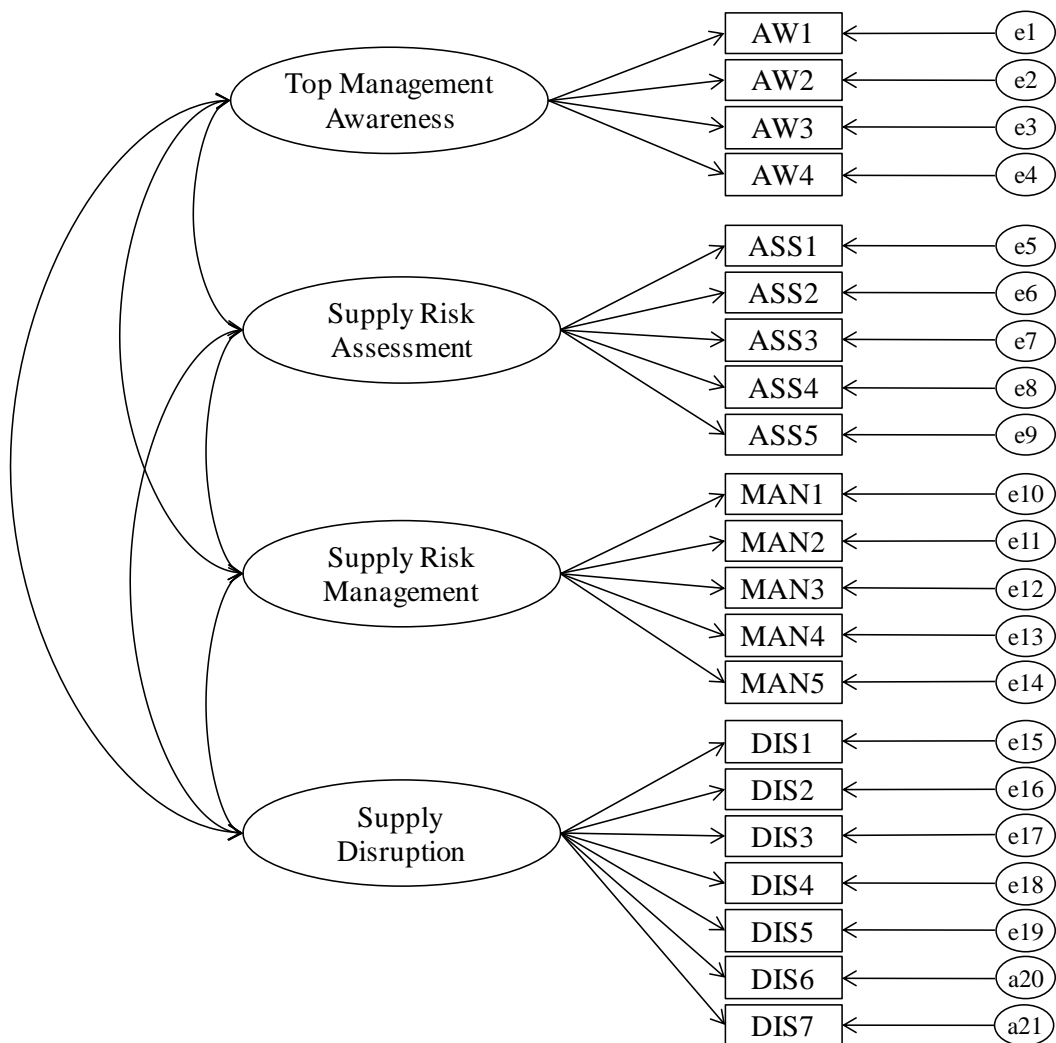 Top Management
Awareness
AW1
e1
AW2
e2
AW3
e3
AW4
e4
Supply Risk
Assessment
ASS1
e5
ASS2
e6
ASS3
e7
ASS4
e8
ASS5
e9
Supply Risk
Management
MAN1
e10
MAN2
e11
MAN3
e12
MAN4
e13
MAN5
e14
Supply
Disruption
DIS1
e15
DIS2
e16
DIS3
e17
DIS4
e18
DIS5
e19
DIS6
a20
DIS7
a21